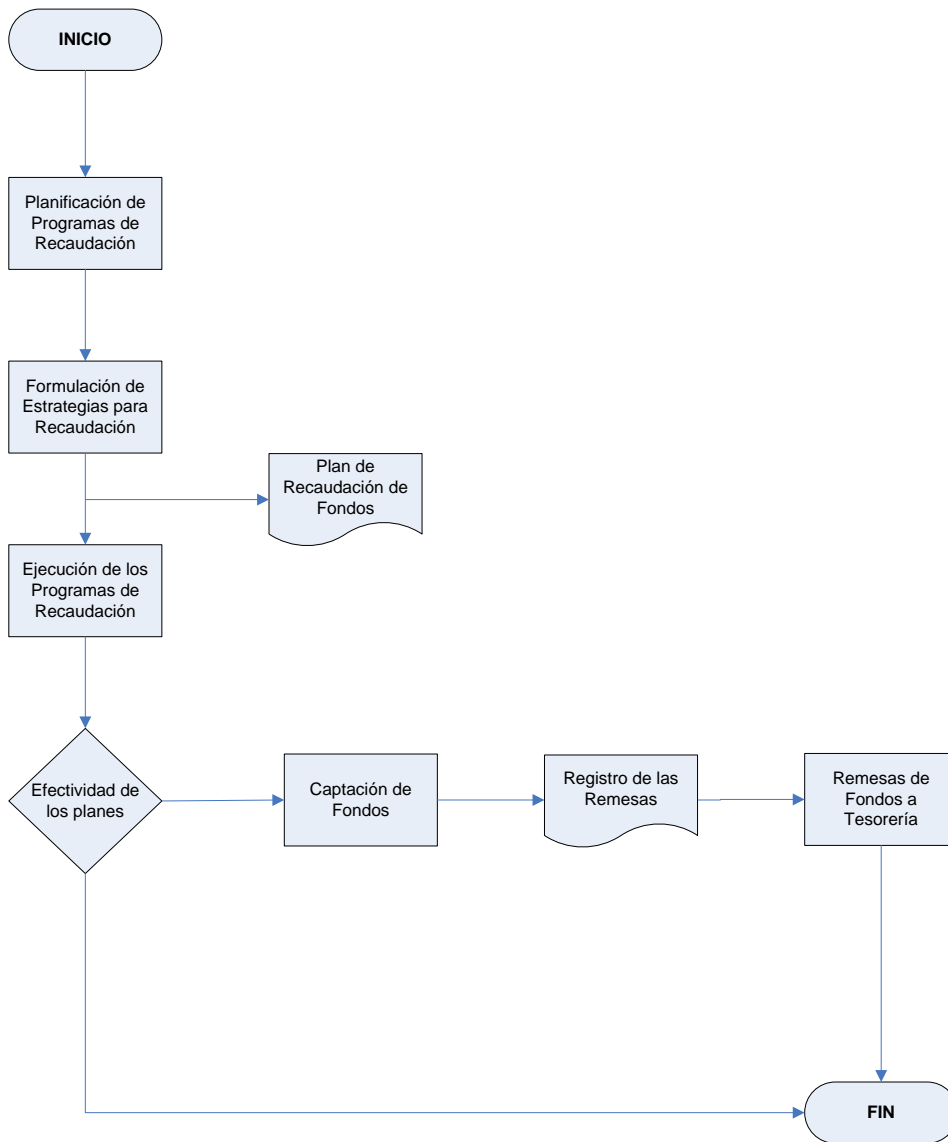 INICIO
Planificación de
Programas de
Recaudación
Formulación de
Estrategias para
Recaudación
Plan de
Recaudación de
Fondos
Ejecución de los
Programas de
Recaudación
Efectividad de
los planes
Captación de
Fondos
Registro de las
Remesas
Remesas de
Fondos a
Tesorería
FIN